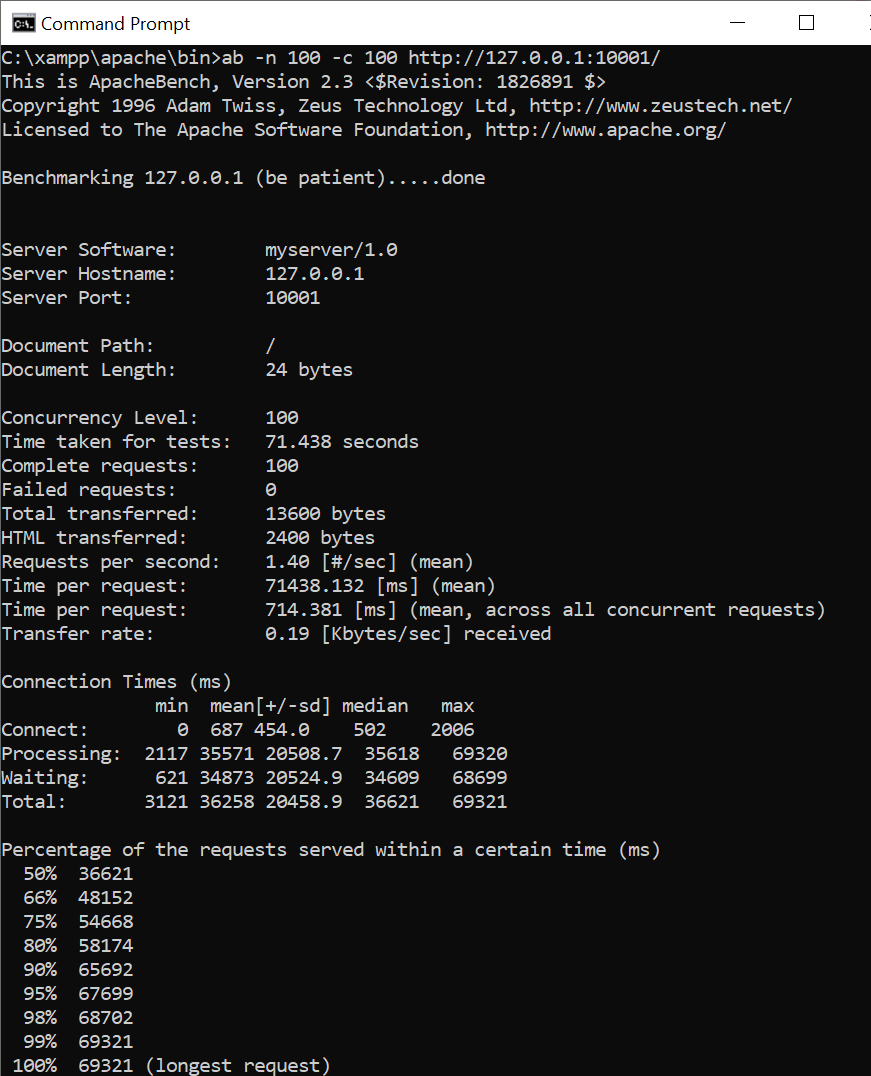 Command Prompt
C:\xampp\apache\bin>ab -n 100 -c 100 http://127.0.0.1:10001/
This is ApacheBench, Version 2.3 <$Revision: 1826891 $>
Copyright 1996 Adam Twiss, Zeus Technology Ltd, http://www.zeustech.net/
Licensed to The Apache Software Foundation, http://www.apache.org/

Benchmarking 127.0.0.1 (be patient).....done


Server Software:        myserver/1.0
Server Hostname:        127.0.0.1
Server Port:            10001

Document Path:          /
Document Length:        24 bytes

Concurrency Level:      100
Time taken for tests:   71.438 seconds
Complete requests:      100
Failed requests:        0
Total transferred:      13600 bytes
HTML transferred:       2400 bytes
Requests per second:    1.40 [#/sec] (mean)
Time per request:       71438.132 [ms] (mean)
Time per request:       714.381 [ms] (mean, across all concurrent requests)
Transfer rate:          0.19 [Kbytes/sec] received

Connection Times (ms)
              min  mean[+/-sd] median   max
Connect:        0  687 454.0    502    2006
Processing:  2117 35571 20508.7  35618   69320
Waiting:      621 34873 20524.9  34609   68699
Total:       3121 36258 20458.9  36621   69321

Percentage of the requests served within a certain time (ms)
  50%  36621
  66%  48152
  75%  54668
  80%  58174
  90%  65692
  95%  67699
  98%  68702
  99%  69321
 100%  69321 (longest request)